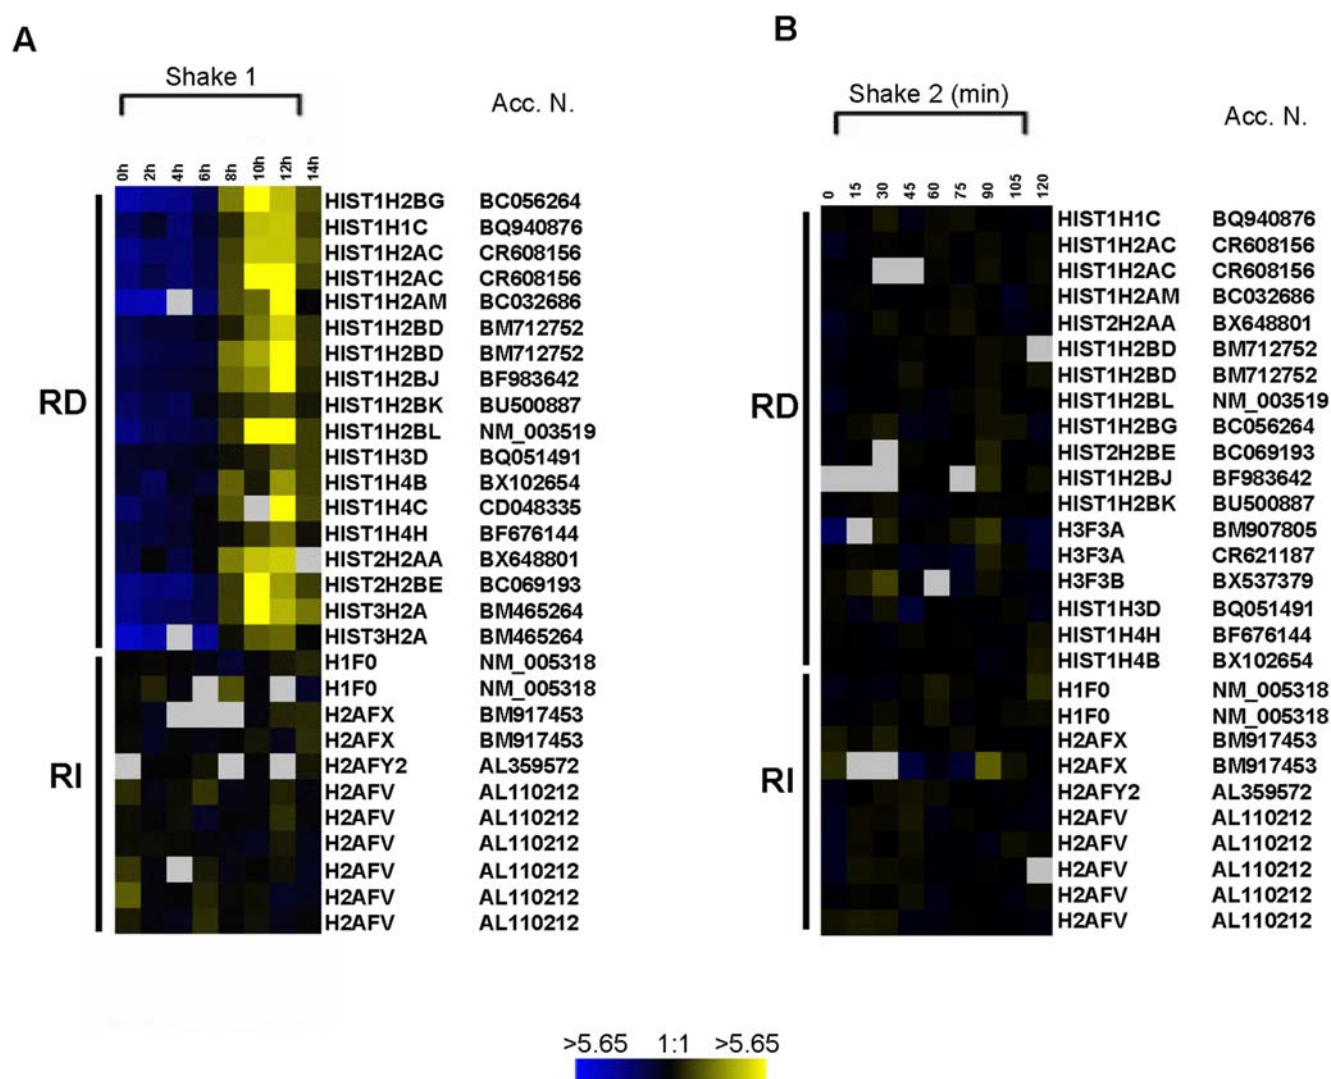 A
Shake 1
Acc. N.
0h 2h 4h 6h 8h 10h 12h 14h
HIST1H2BG BC056264
HIST1H1C BQ940876
HIST1H2AC CR608156
HIST1H2AC CR608156
HIST1H2AM BC032686
HIST1H2BD BM712752
HIST1H2BD BM712752
HIST1H2BJ BF983642
RD
HIST1H2BK BU500887
HIST1H2BL NM_003519
HIST1H3D BQ051491
HIST1H4B BX102654
HIST1H4C CD048335
HIST1H4H BF676144
HIST2H2AA BX648801
HIST2H2BE BC069193
HIST3H2A BM465264
HIST3H2A BM465264
H1F0 NM_005318
H1F0 NM_005318
H2AFX BM917453
H2AFX BM917453
RI
H2AFY2 AL359572
H2AFV AL110212
H2AFV AL110212
H2AFV AL110212
H2AFV AL110212
H2AFV AL110212
H2AFV AL110212
B
Shake 2 (min)
Acc. N.
0 15 30 45 60 75 90 105 120
HIST1H1C BQ940876
HIST1H2AC CR608156
HIST1H2AC CR608156
HIST1H2AM BC032686
HIST2H2AA BX648801
HIST1H2BD BM712752
HIST1H2BD BM712752
RD
HIST1H2BL NM_003519
HIST1H2BG BC056264
HIST2H2BE BC069193
HIST1H2BJ BF983642
HIST1H2BK BU500887
H3F3A BM907805
H3F3A CR621187
H3F3B BX537379
HIST1H3D BQ051491
HIST1H4H BF676144
HIST1H4B BX102654
H1F0 NM_005318
H1F0 NM_005318
H2AFX BM917453
RI
H2AFX BM917453
H2AFY2 AL359572
H2AFV AL110212
H2AFV AL110212
H2AFV AL110212
H2AFV AL110212
H2AFV AL110212
>5.65 1:1 >5.65